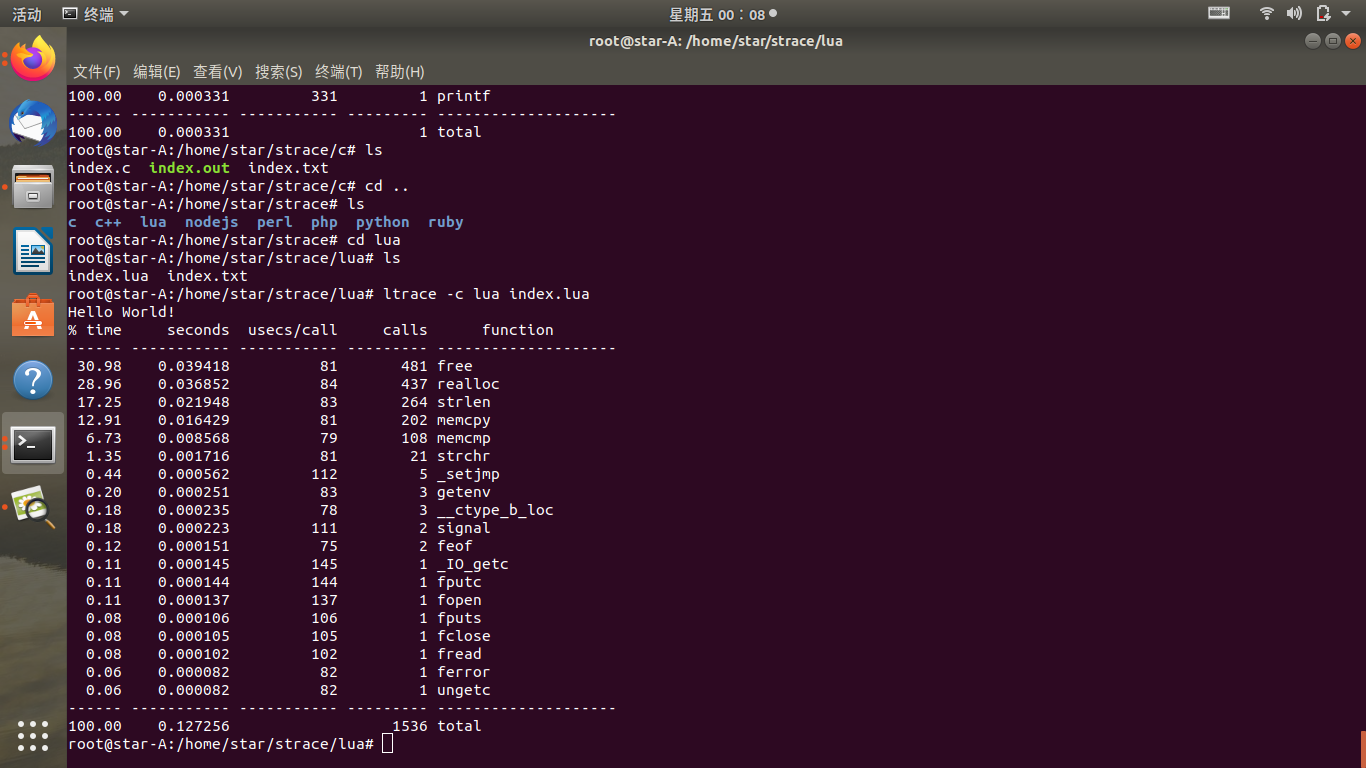 活动 终端 星期五 00：08
root@star-A: /home/star/strace/lua
文件(F) 编辑(E) 查看(V) 搜索(S) 终端(T) 帮助(H)
100.00    0.000331         331         1 printf
------ ----------- ----------- --------- --------------------
100.00    0.000331                     1 total
root@star-A:/home/star/strace/c# ls
index.c  index.out  index.txt
root@star-A:/home/star/strace/c# cd ..
root@star-A:/home/star/strace# ls
c  c++  lua  nodejs  perl  php  python  ruby
root@star-A:/home/star/strace# cd lua
root@star-A:/home/star/strace/lua# ls
index.lua  index.txt
root@star-A:/home/star/strace/lua# ltrace -c lua index.lua
Hello World!
% time     seconds  usecs/call     calls      function
------ ----------- ----------- --------- --------------------
 30.98    0.039418          81       481 free
 28.96    0.036852          84       437 realloc
 17.25    0.021948          83       264 strlen
 12.91    0.016429          81       202 memcpy
  6.73    0.008568          79       108 memcmp
  1.35    0.001716          81        21 strchr
  0.44    0.000562         112         5 _setjmp
  0.20    0.000251          83         3 getenv
  0.18    0.000235          78         3 __ctype_b_loc
  0.18    0.000223         111         2 signal
  0.12    0.000151          75         2 feof
  0.11    0.000145         145         1 _IO_getc
  0.11    0.000144         144         1 fputc
  0.11    0.000137         137         1 fopen
  0.08    0.000106         106         1 fputs
  0.08    0.000105         105         1 fclose
  0.08    0.000102         102         1 fread
  0.06    0.000082          82         1 ferror
  0.06    0.000082          82         1 ungetc
------ ----------- ----------- --------- --------------------
100.00    0.127256                  1536 total
root@star-A:/home/star/strace/lua#